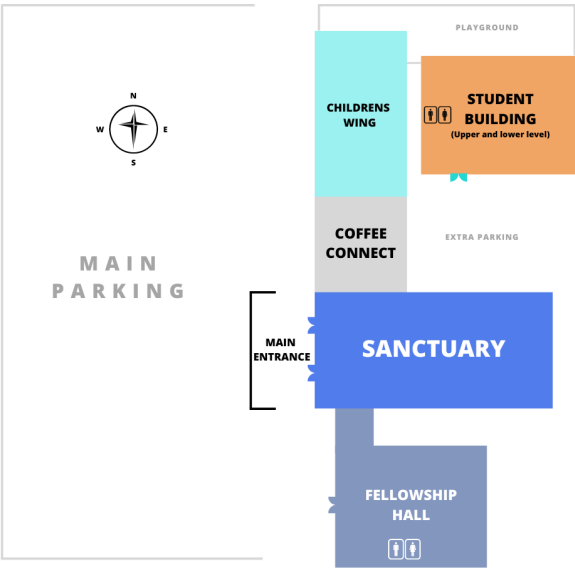 PLAYGROUND
N
W
E
S
CHILDRENS
WING
STUDENT
BUILDING
(Upper and lower level)
COFFEE
CONNECT
EXTRA PARKING
MAIN
PARKING
MAIN
ENTRANCE
SANCTUARY
FELLOWSHIP
HALL